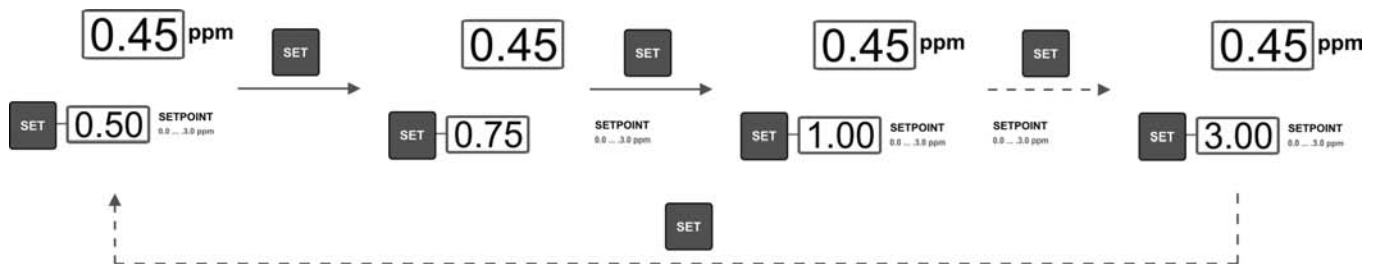 0.45 ppm
SET
0.45
SET
0.45 ppm
SET
0.45 ppm
SET 0.50 SETPOINT
0.0 ... .3.0 ppm
SET 0.75
SETPOINT
0.0 ... .3.0 ppm
SET 1.00 SETPOINT
0.0 ... .3.0 ppm
SETPOINT
0.0 ... .3.0 ppm
SET 3.00 SETPOINT
0.0 ... .3.0 ppm
SET